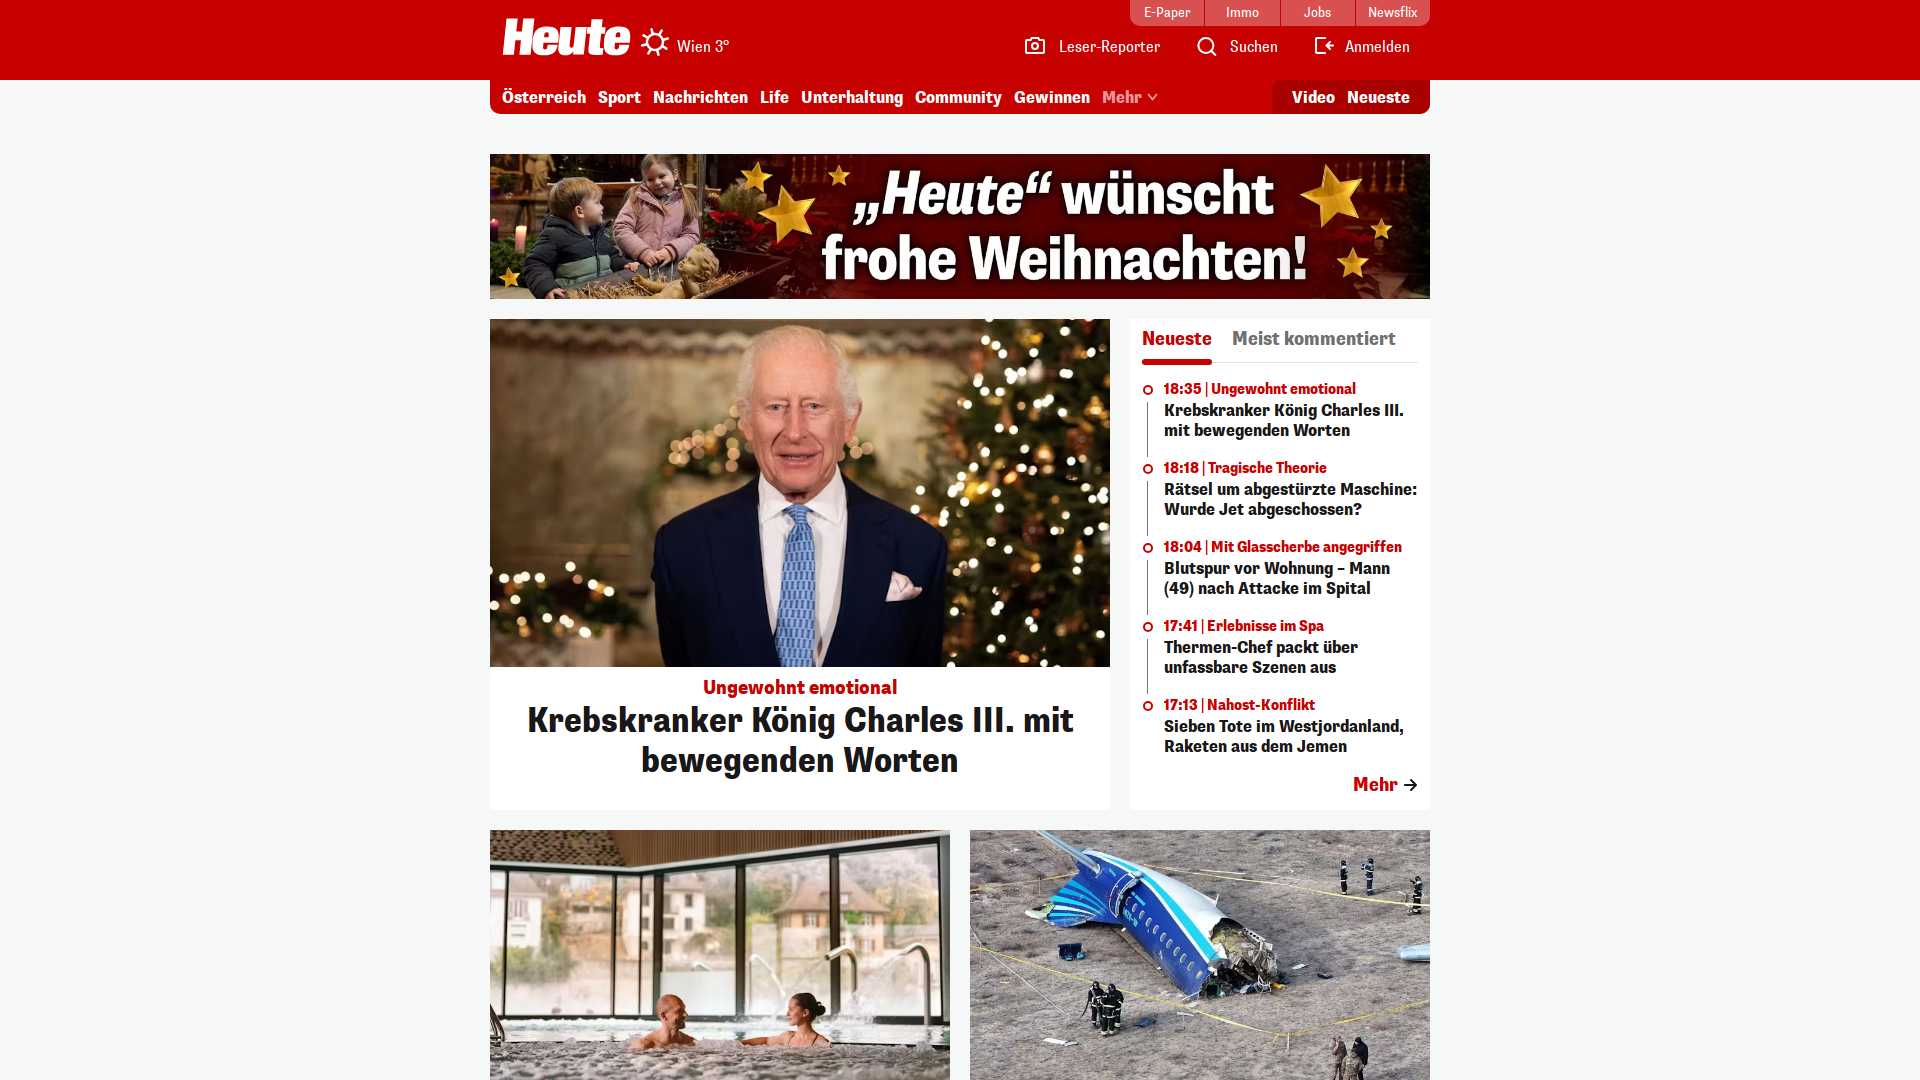 E-Paper
Immo
Jobs
Newsflix
Heute
Wien 3°
Leser-Reporter
Suchen
Anmelden
Österreich
Sport
Nachrichten
Life
Unterhaltung
Community
Gewinnen
Mehr
Video
Neueste
„Heute“ wünscht
frohe Weihnachten!
Ungewohnt emotional
Krebskranker König Charles III. mit
bewegenden Worten
Neueste
Meist kommentiert
18:35 | Ungewohnt emotional
Krebskranker König Charles III.
mit bewegenden Worten
18:18 | Tragische Theorie
Rätsel um abgestürzte Maschine:
Wurde Jet abgeschossen?
18:04 | Mit Glasscherbe angegriffen
Blutspur vor Wohnung – Mann
(49) nach Attacke im Spital
17:41 | Erlebnisse im Spa
Thermen-Chef packt über
unfassbare Szenen aus
17:13 | Nahost-Konflikt
Sieben Tote im Westjordanland,
Raketen aus dem Jemen
Mehr